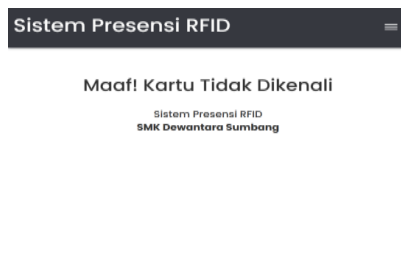 Sistem Presensi RFID
Maaf! Kartu Tidak Dikenali
Sistem Presensi RFID
SMK Dewantara Sumbang